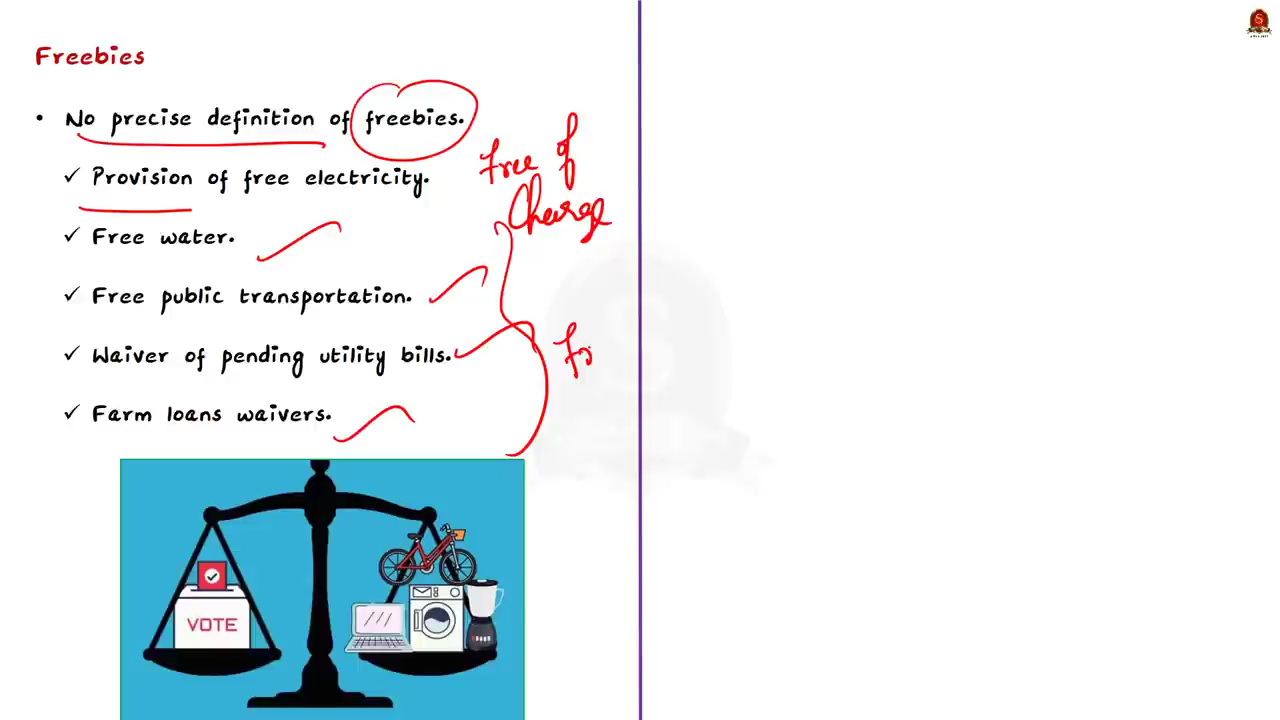 Freebies
• No precise definition of freebies.
✓ Provision of free electricity.
✓ Free water.
✓ Free public transportation.
✓ Waiver of pending utility bills.
✓ Farm loans waivers.
Free of
Charge
VOTE